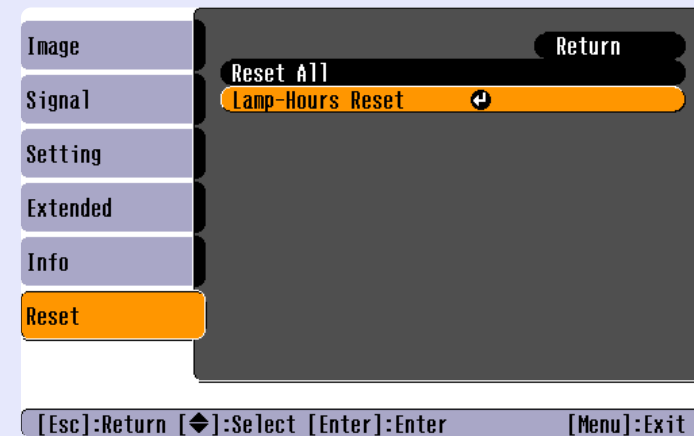 Image
Signal
Setting
Extended
Info
Reset
Return
Reset All
Lamp-Hours Reset
[Esc]:Return [◆]:Select [Enter]:Enter [Menu]:Exit